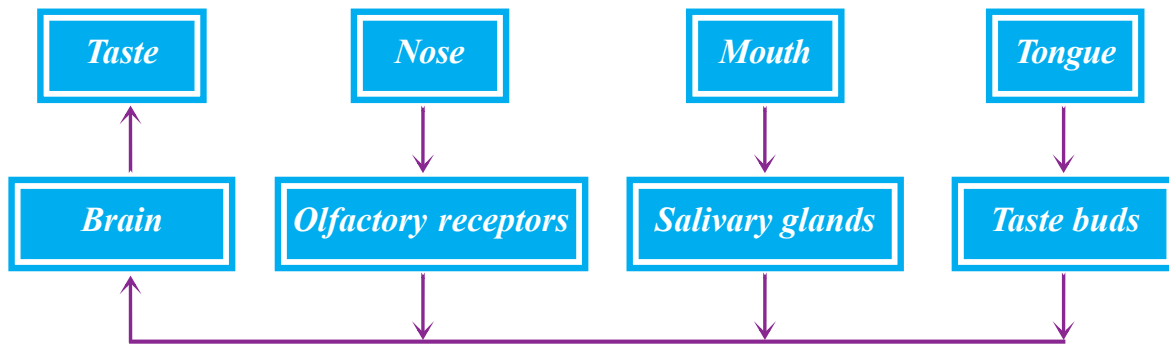 Taste
Nose
Mouth
Tongue
Brain
Olfactory receptors
Salivary glands
Taste buds